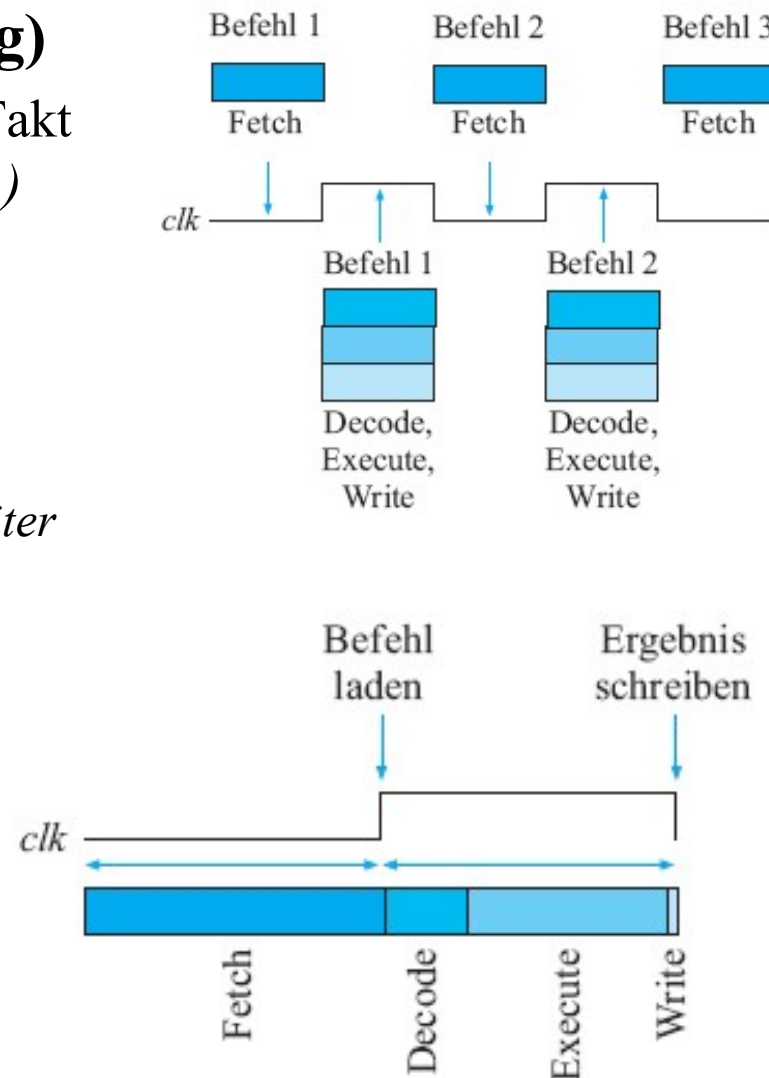 g)
Takt
)
Befehl 1 Befehl 2 Befehl 3
Fetch Fetch Fetch
clk
Befehl 1 Befehl 2
Decode, Decode,
Execute, Execute,
Write Write
iter
Befehl Ergebnis
laden schreiben
clk
Fetch
Decode
Execute
Write